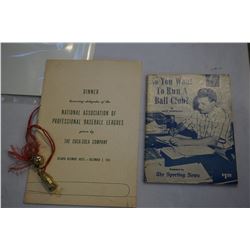 DINNER
honoring delegates of the
NATIONAL ASSOCIATION OF
PROFESSIONAL BASEBALL LEAGUES
given by
THE COCA-COLA COMPANY
So You Want
To Run A
Ball Club?
The Sporting News